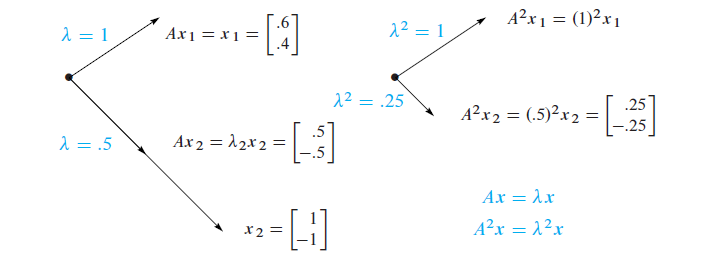 λ = 1
Ax₁ = x₁ = [.6 .4]
λ = .5
Ax₂ = λ₂x₂ = [.5 -.5]
x₂ = [1 -1]
λ² = 1
A²x₁ = (1)²x₁
λ² = .25
A²x₂ = (.5)²x₂ = [.25 -.25]
Ax = λx
A²x = λ²x